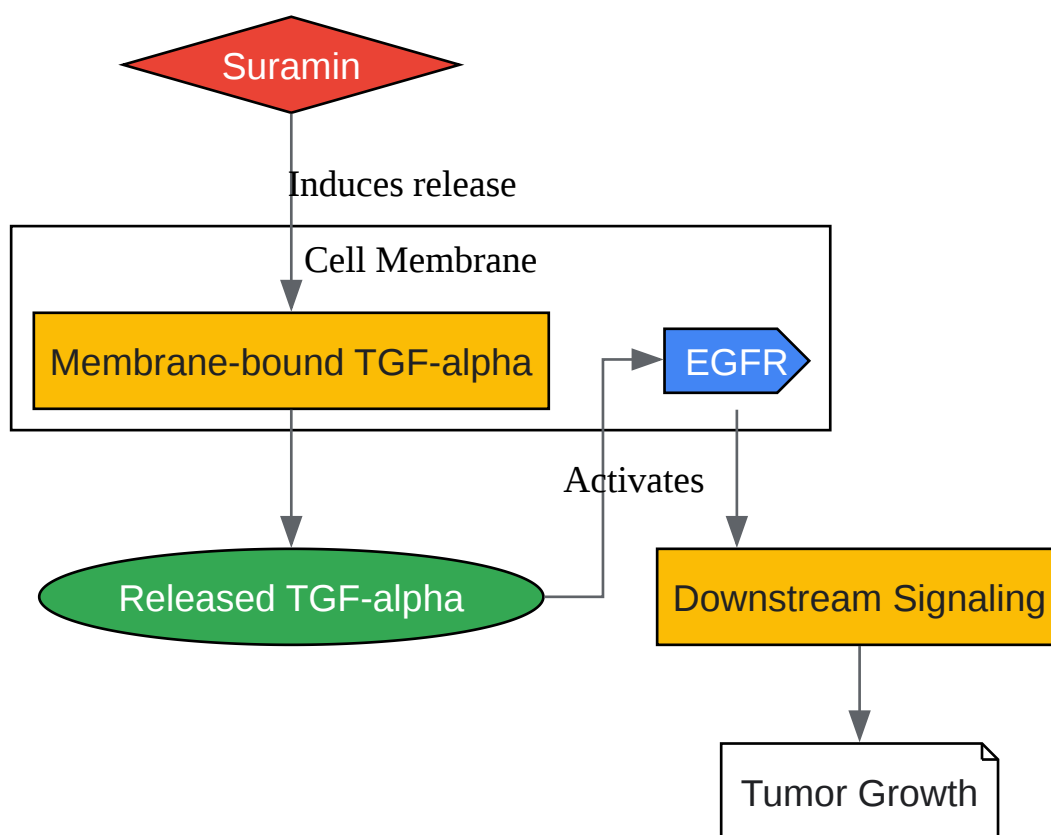 Suramin
Induces release
Cell Membrane
Membrane-bound TGF-alpha
EGFR
Activates
Released TGF-alpha
Downstream Signaling
Tumor Growth